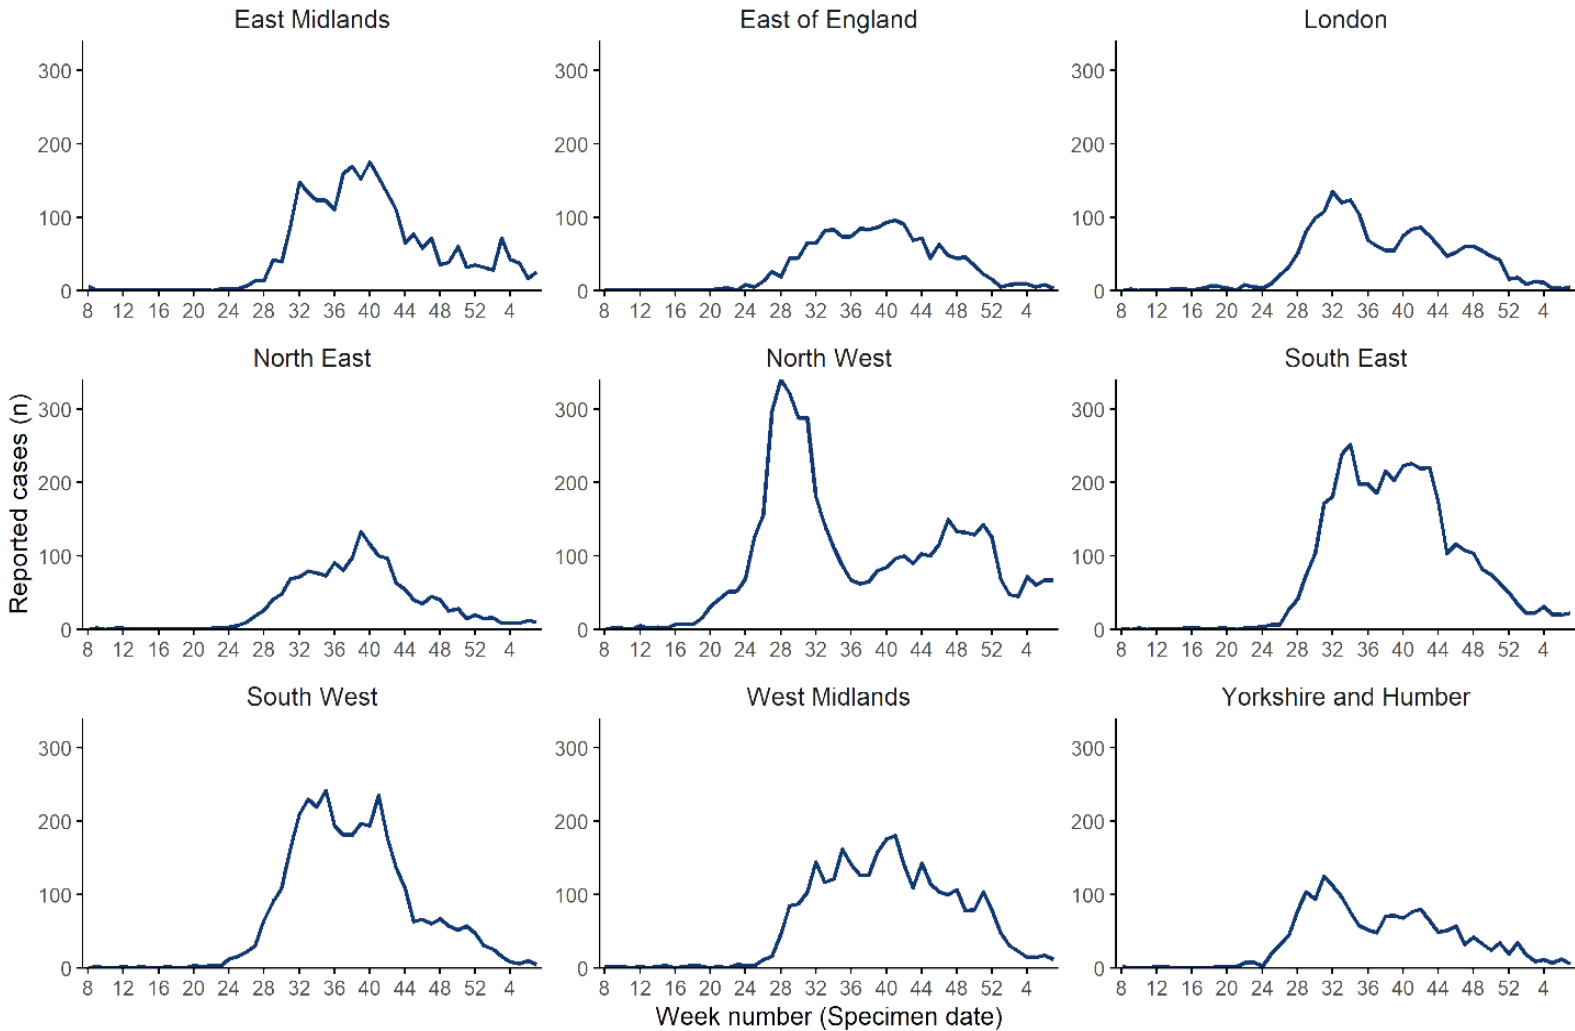 East Midlands East of England London
300 300 300
200 200 200
100 100 100
0 0 0
8 12 16 20 24 28 32 36 40 44 48 52 4 8 12 16 20 24 28 32 36 40 44 48 52 4 8 12 16 20 24 28 32 36 40 44 48 52 4
North East North West South East
Reported cases (n)
300 300 300
200 200 200
100 100 100
0 0 0
8 12 16 20 24 28 32 36 40 44 48 52 4 8 12 16 20 24 28 32 36 40 44 48 52 4 8 12 16 20 24 28 32 36 40 44 48 52 4
South West West Midlands Yorkshire and Humber
300 300 300
200 200 200
100 100 100
0 0 0
8 12 16 20 24 28 32 36 40 44 48 52 4 8 12 16 20 24 28 32 36 40 44 48 52 4 8 12 16 20 24 28 32 36 40 44 48 52 4
Week number (Specimen date)